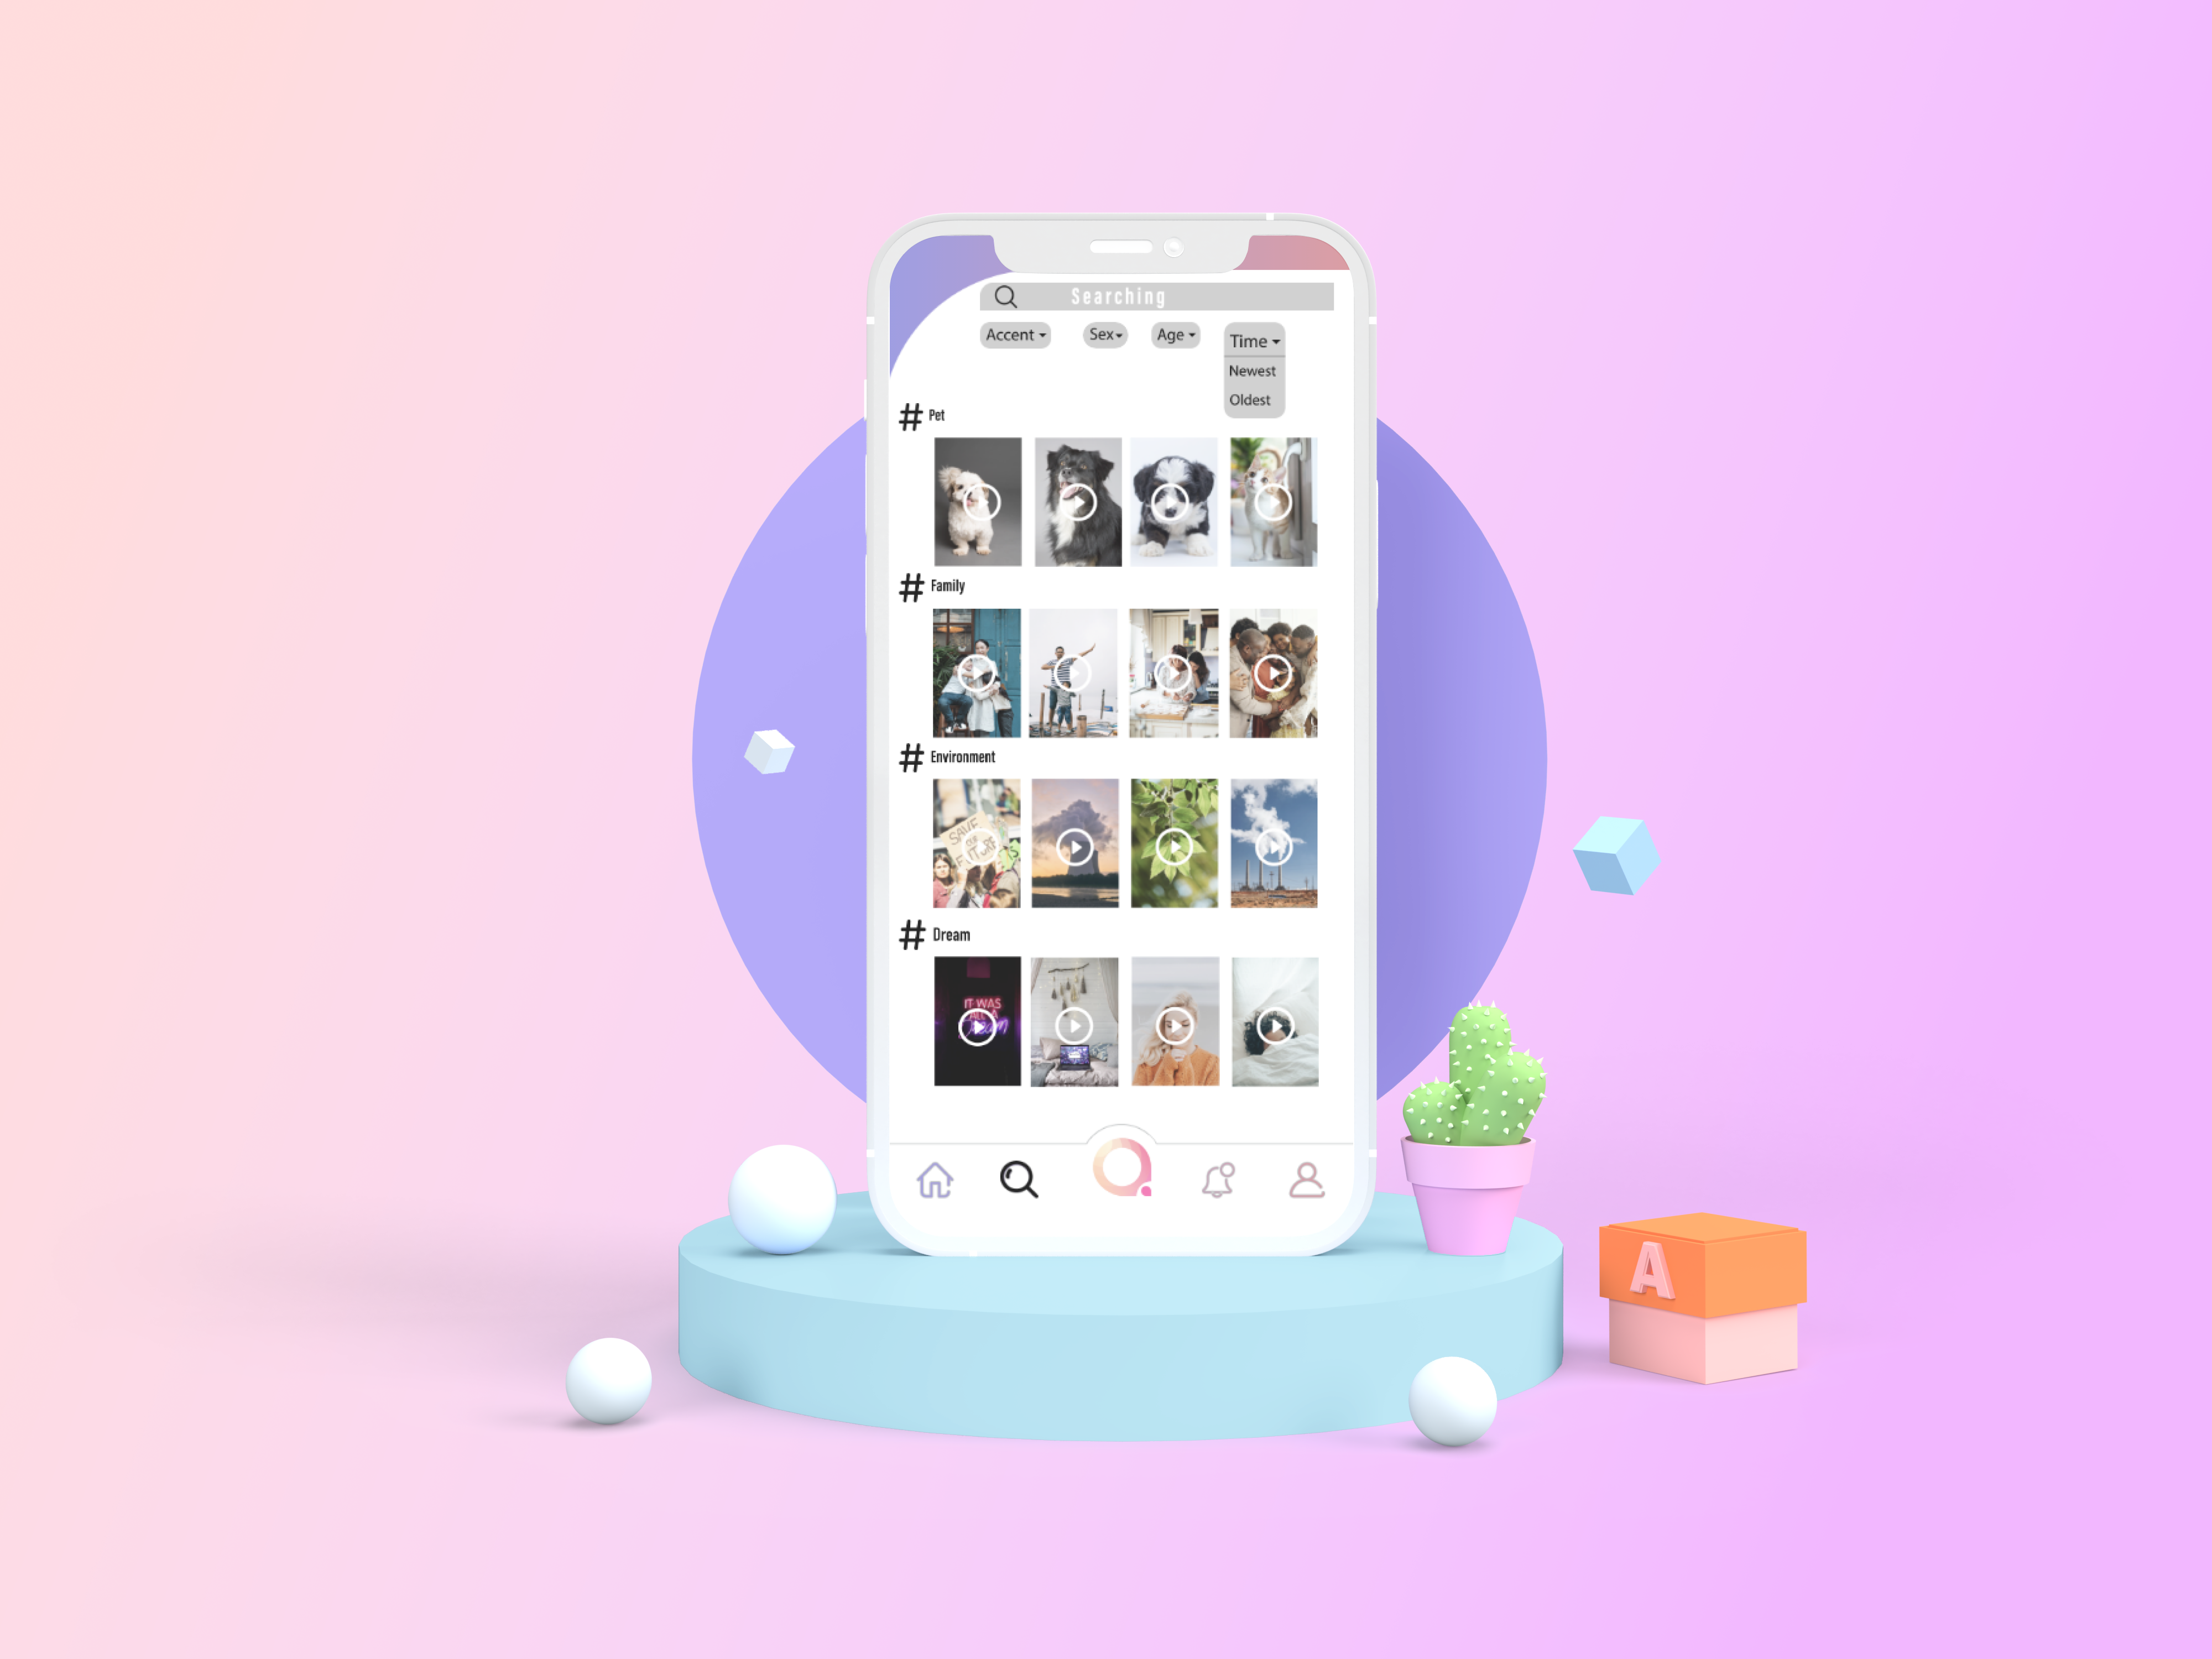 Searching
Accent
Sex
Age
Time
Newest
Oldest
# Pet
# Family
# Environment
SAVE
OUR
FUTURE
# Dream
IT WAS
ALL A
Dream
A